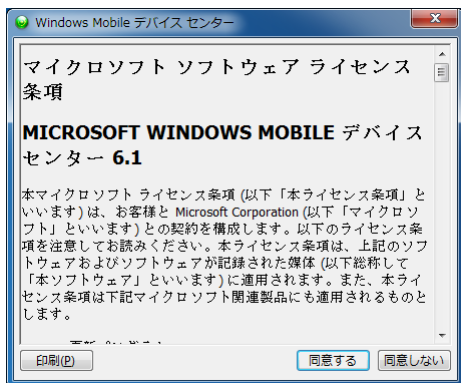 Windows Mobile デバイス センター
マイクロソフト ソフトウェア ライセンス
条項
MICROSOFT WINDOWS MOBILE デバイス
センター 6.1
本マイクロソフト ライセンス条項 (以下「本ライセンス条項」と
いいます) は、お客様と Microsoft Corporation (以下「マイクロソ
フト」といいます) との契約を構成します。以下のライセンス条
項を注意してお読みください。本ライセンス条項は、上記のソフ
トウェアおよびソフトウェアが記録された媒体 (以下総称して
「本ソフトウェア」といいます) に適用されます。また、本ライ
センス条項は下記マイクロソフト関連製品にも適用されるものと
します。
印刷(P)
同意する
同意しない